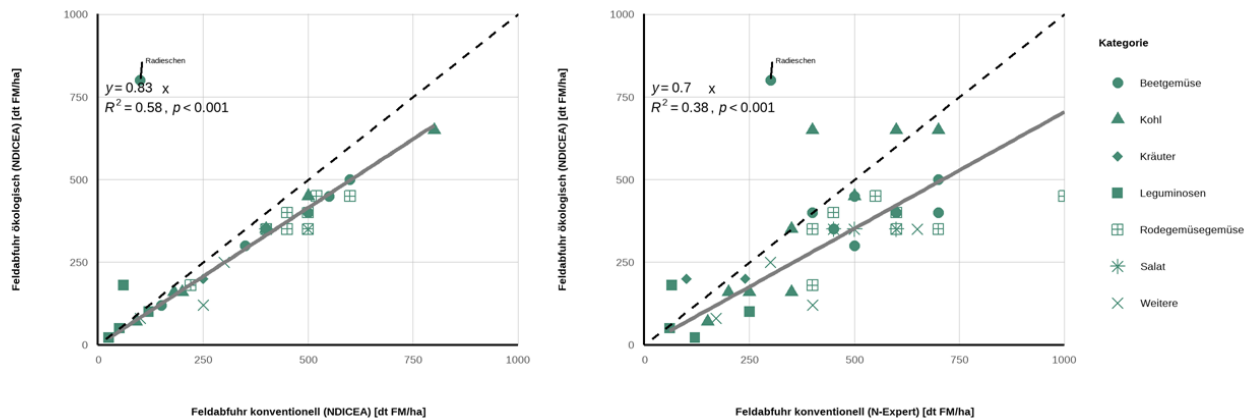 1000
750
500
250
0
0
250
500
750
1000
Feldabfuhr ökologisch (NDICEA) [dt FM/ha]
Radieschen
y = 0.83 x
R² = 0.58 , p < 0.001
Feldabfuhr konventionell (NDICEA) [dt FM/ha]
1000
750
500
250
0
0
250
500
750
1000
Feldabfuhr ökologisch (NDICEA) [dt FM/ha]
Radieschen
y = 0.7 x
R² = 0.38 , p < 0.001
Feldabfuhr konventionell (N-Expert) [dt FM/ha]
Kategorie
Beetgemüse
Kohl
Kräuter
Leguminosen
Rodegemüsegemüse
Salat
Weitere